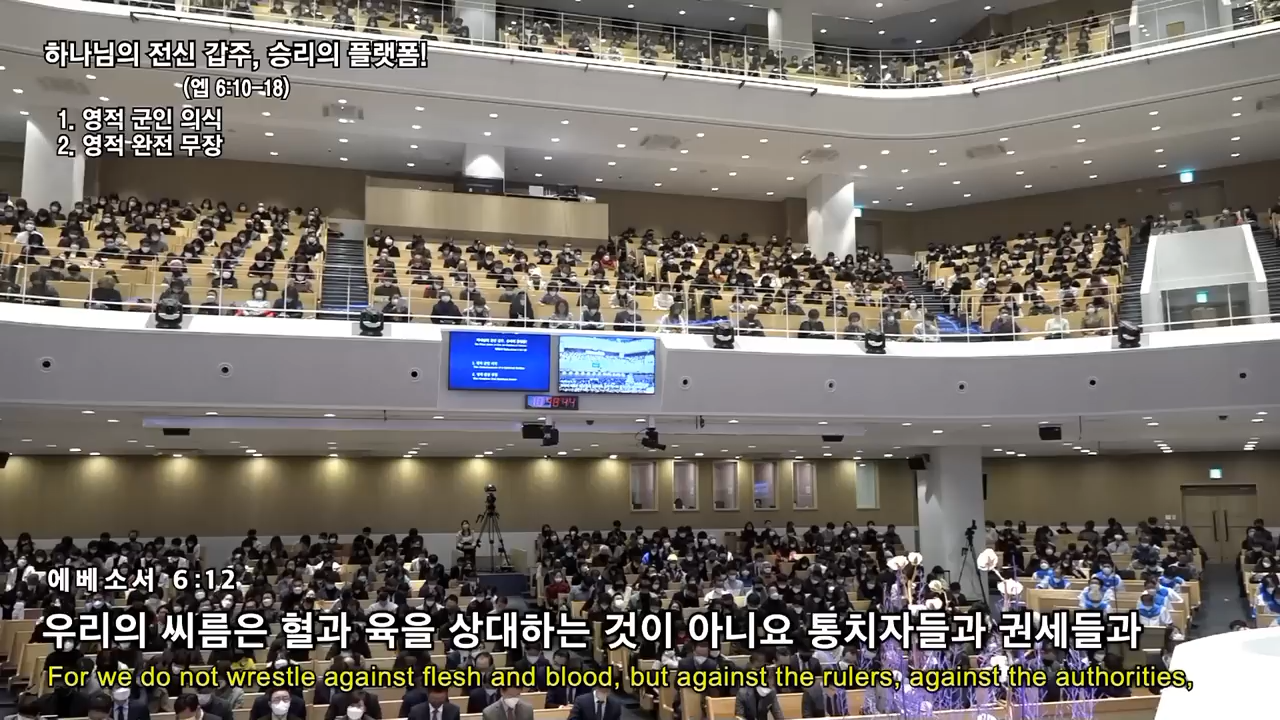 하나님의 전신 갑주, 승리의 플랫폼!
(엡 6:10-18)
1. 영적 군인 의식
2. 영적 완전 무장
10:58:44
에베소서 6:12
우리의 씨름은 혈과 육을 상대하는 것이 아니요 통치자들과 권세들과
For we do not wrestle against flesh and blood, but against the rulers, against the authorities,